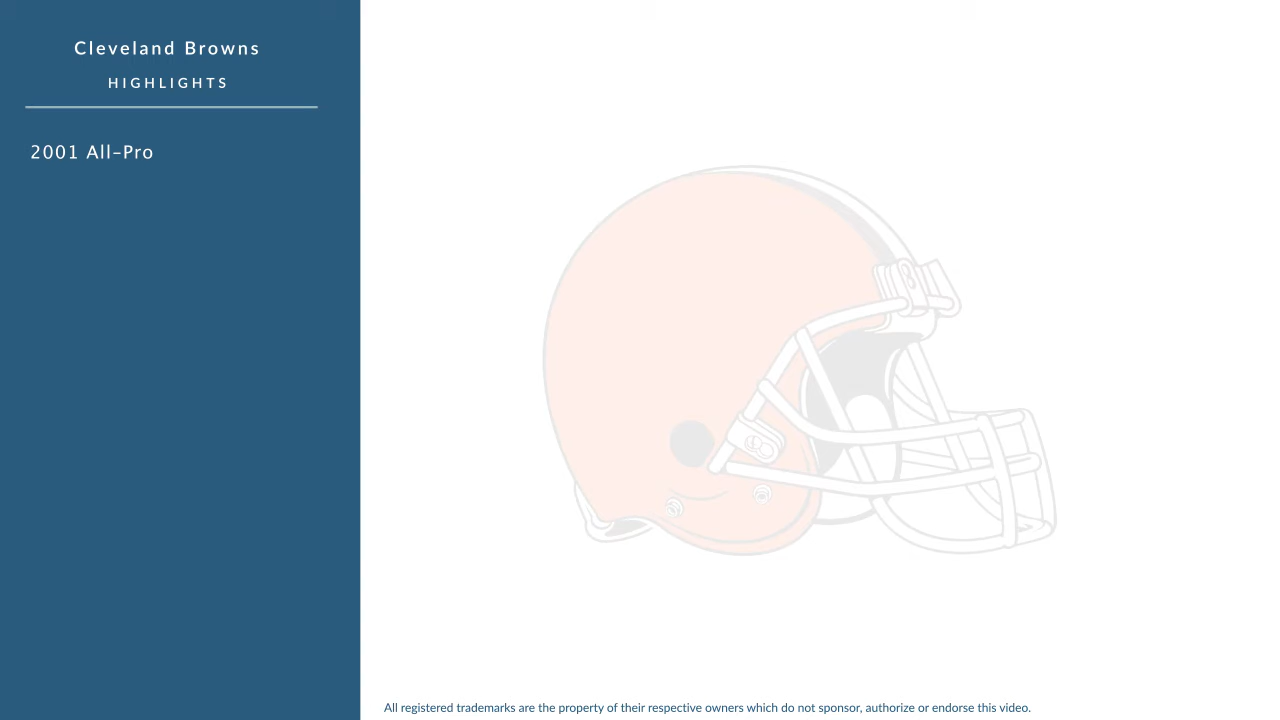 Cleveland Browns
HIGHLIGHTS
2001 All-Pro
All registered trademarks are the property of their respective owners which do not sponsor, authorize or endorse this video.